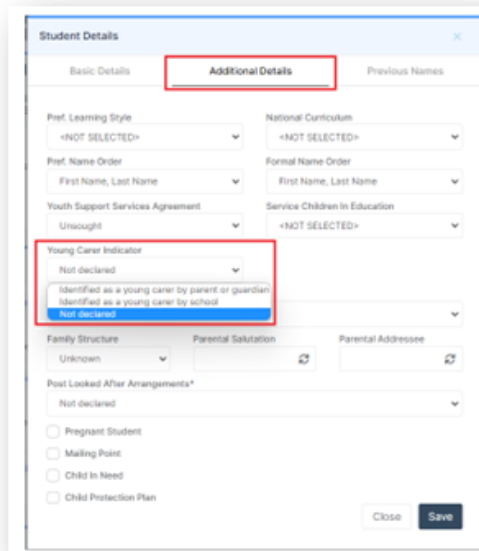 Student Details
Basic Details Additional Details Previous Names
Pref. Learning Style National Curriculum
<NOT SELECTED> <NOT SELECTED>
Pref. Name Order Formal Name Order
First Name, Last Name First Name, Last Name
Youth Support Services Agreement Service Children In Education
Unsought <NOT SELECTED>
Young Carer Indicator
Not declared
Identified as a young carer by parent or guardian
Identified as a young carer by school
Not declared
Family Structure Parental Salutation Parental Addressee
Unknown
Post Looked After Arrangements*
Not declared
Pregnant Student
Mailing Point
Child In Need
Child Protection Plan
Close Save